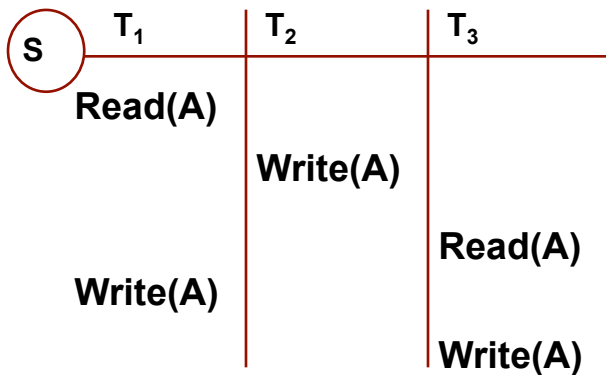 S T₁ T₂ T₃
Read(A)
Write(A)
Read(A)
Write(A)
Write(A)